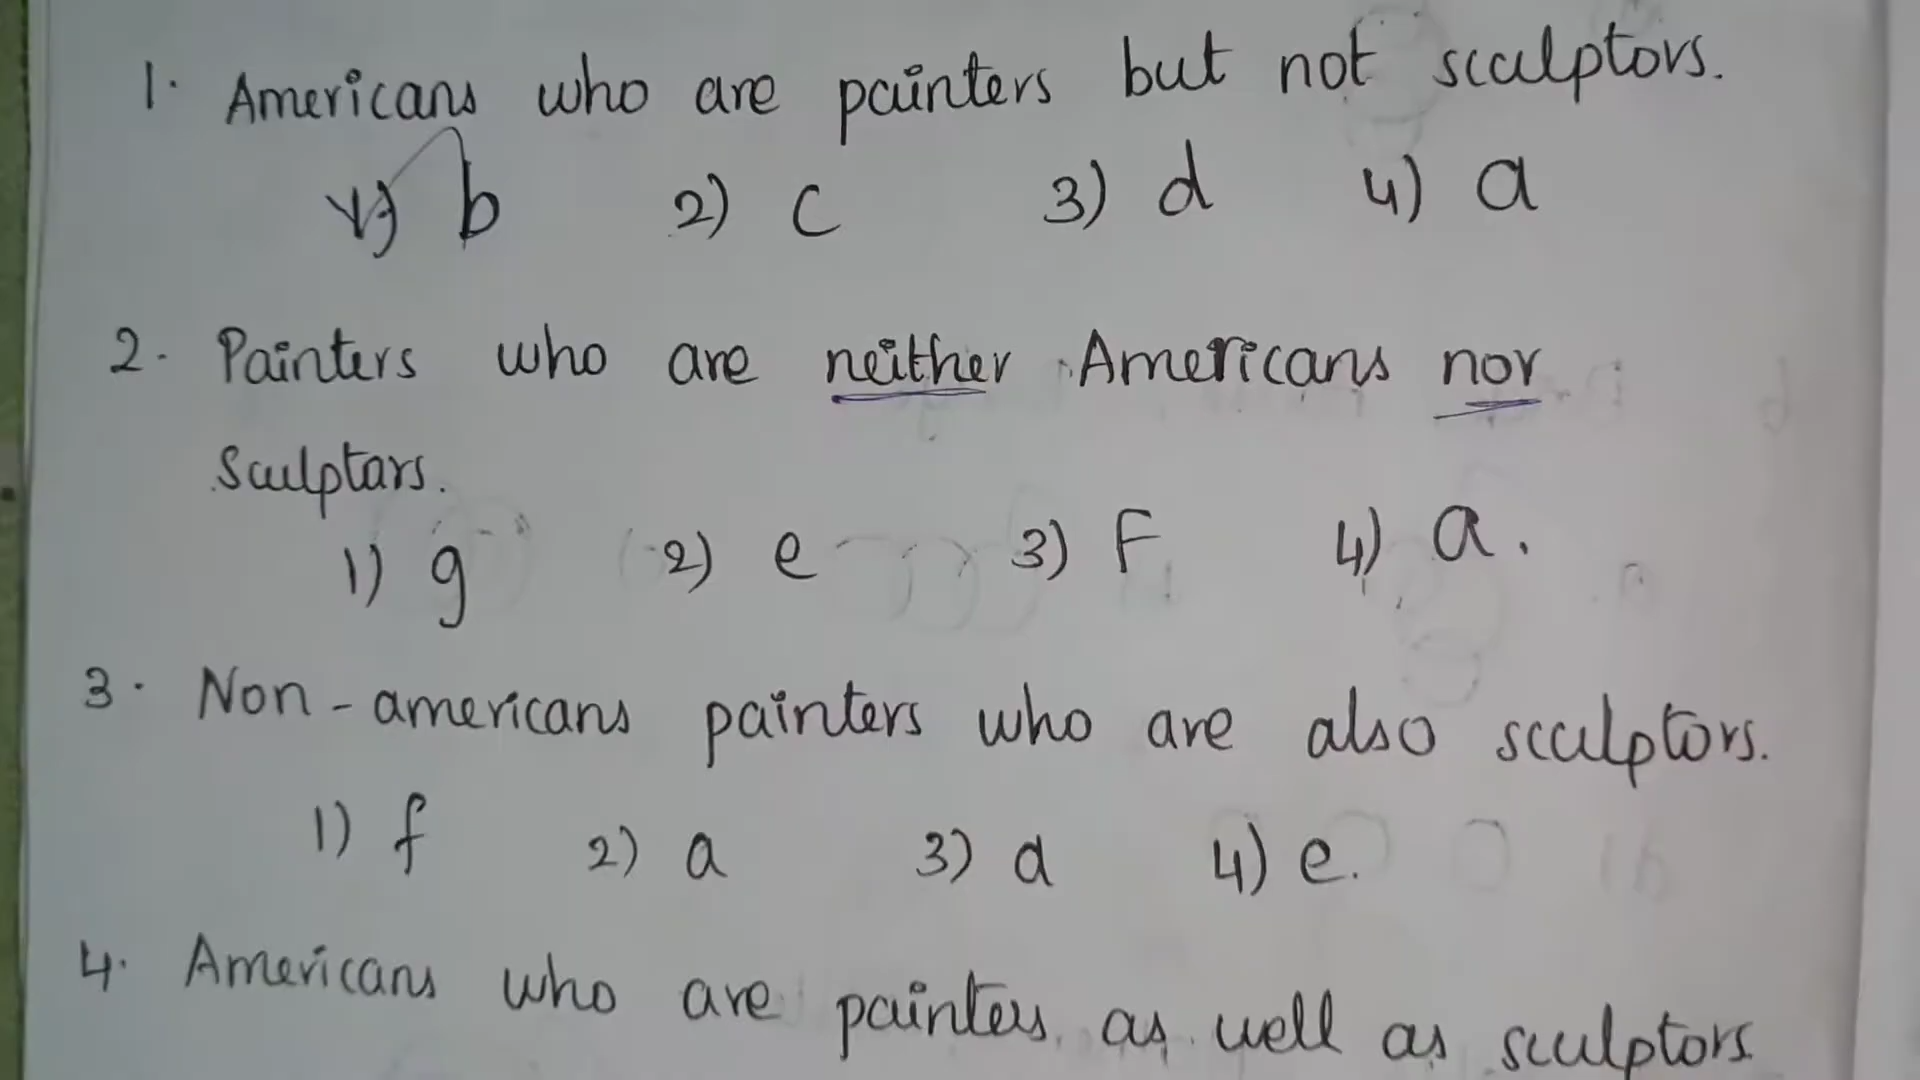 1. Americans who are painters but not sculptors.
1) b 2) c 3) d 4) a
2. Painters who are neither Americans nor
Sculptars.
1) g 2) e 3) F 4) a.
3. Non-americans painters who are also sculptors.
1) f 2) a 3) d 4) e.
4. Americans who are painters as well as sculptors